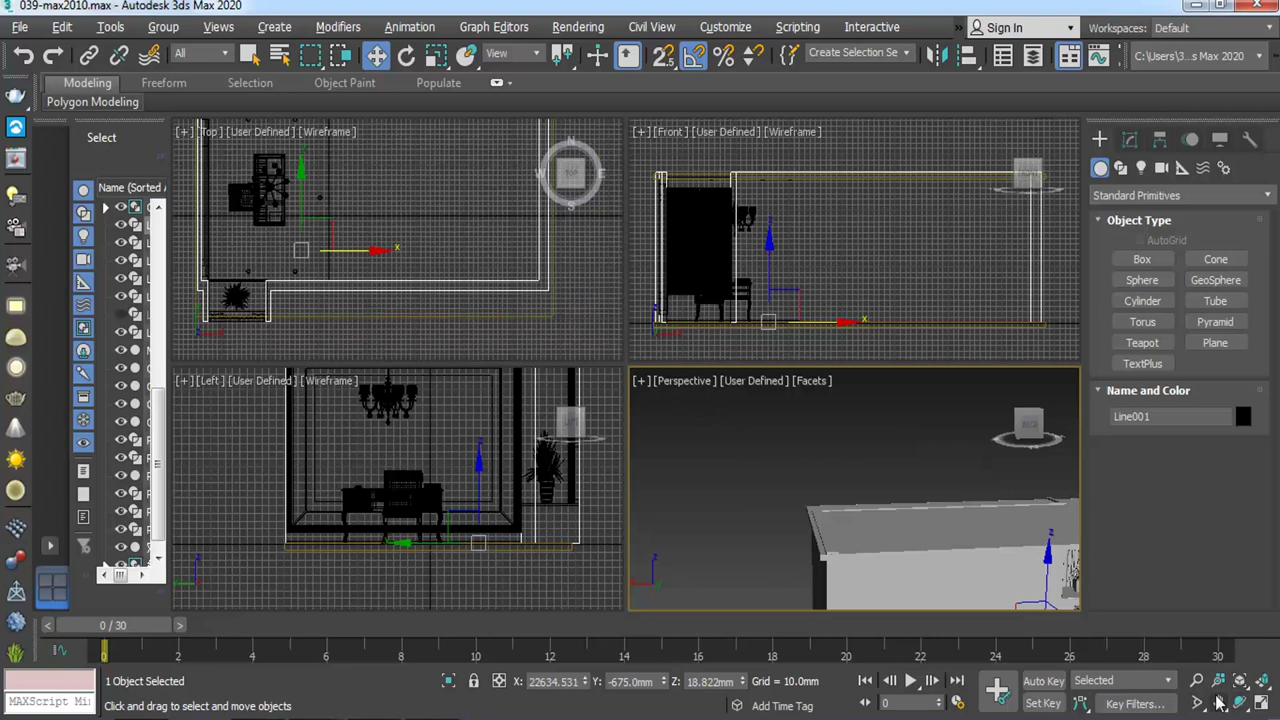 039-max2010.max - Autodesk 3ds Max 2020
File Edit Tools Group Views Create Modifiers Animation Graph Editors Rendering Civil View Customize Scripting Interactive » Sign In Workspaces: Default
All View Create Selection Se C:\Users\3...s Max 2020
Modeling Freeform Selection Object Paint Populate
Polygon Modeling
Select
Name (Sorted A
[+] [Top] [User Defined] [Wireframe]
[+] [Front] [User Defined] [Wireframe]
N
W TOP E
S
x
x
Standard Primitives
Object Type
AutoGrid
Box Cone
Sphere GeoSphere
Cylinder Tube
Torus Pyramid
Teapot Plane
TextPlus
Name and Color
Line001
[+] [Left] [User Defined] [Wireframe]
[+] [Perspective] [User Defined] [Facets]
z
z
z
0 / 30
0 2 4 6 8 10 12 14 16 18 20 22 24 26 28 30
1 Object Selected X: 22634.531 Y: -675.0mm Z: 18.822mm Grid = 10.0mm Auto Key Selected
MAXScript Mi Click and drag to select and move objects Add Time Tag 0 Set Key Key Filters...